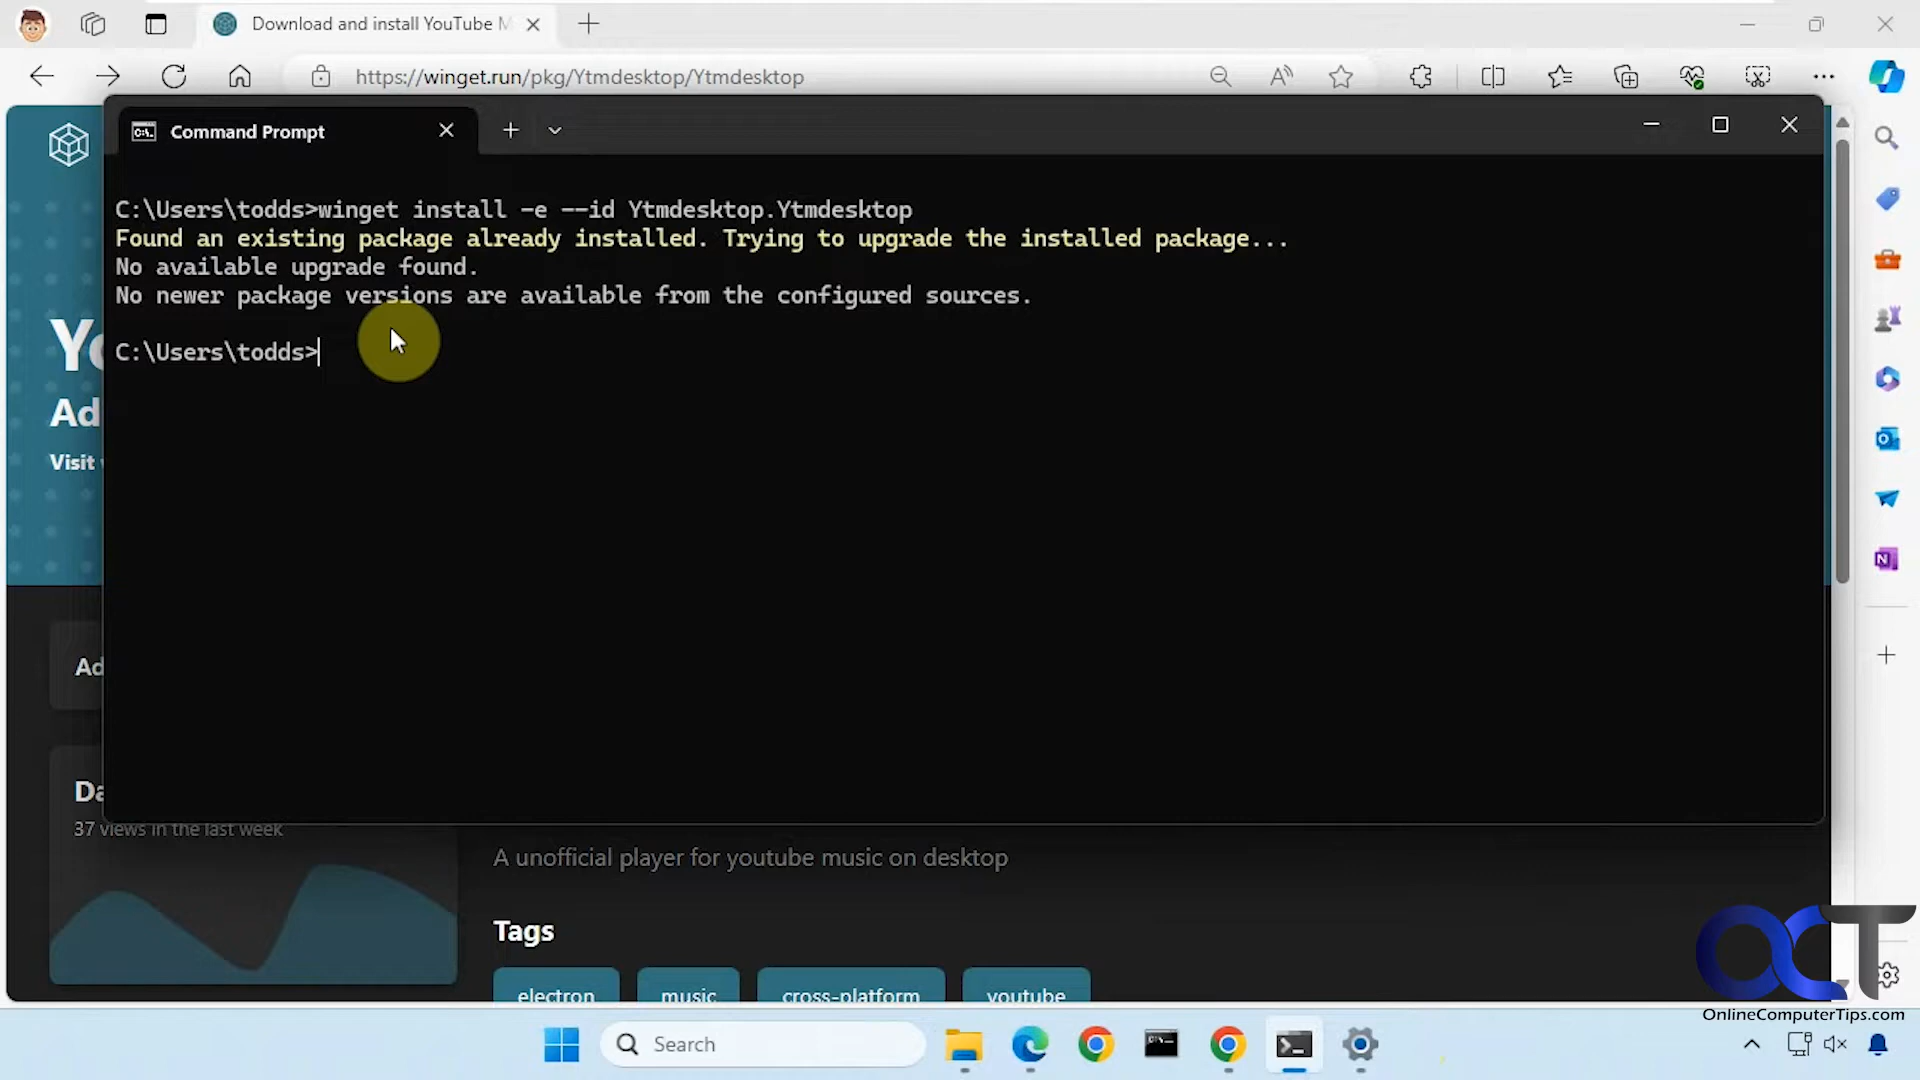 Download and install YouTube M
https://winget.run/pkg/Ytmdesktop/Ytmdesktop
Command Prompt
C:\Users\todds>winget install -e --id Ytmdesktop.Ytmdesktop
Found an existing package already installed. Trying to upgrade the installed package...
No available upgrade found.
No newer package versions are available from the configured sources.
C:\Users\todds>
Yo
Ad
Visit
Ad
Da
37 views in the last week
A unofficial player for youtube music on desktop
Tags
electron music cross-platform youtube
OCT
OnlineComputerTips.com
Search